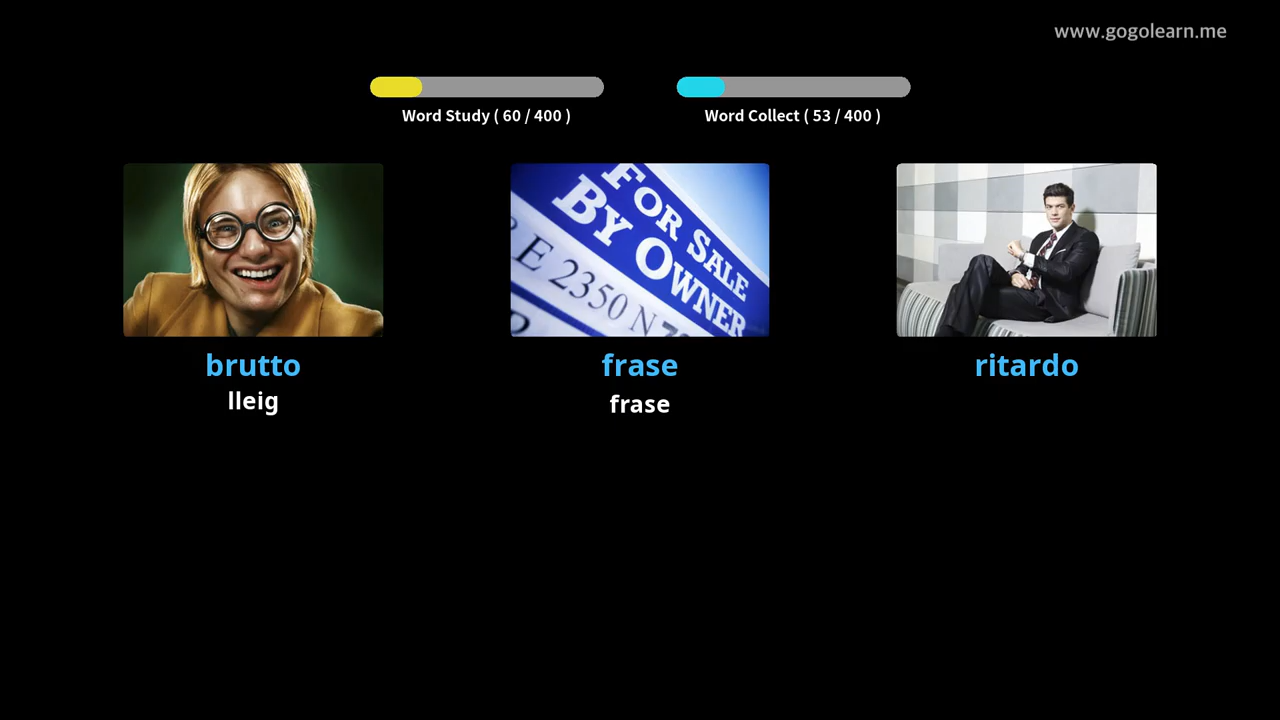 www.gogolearn.me
Word Study ( 60 / 400 )
Word Collect ( 53 / 400 )
FOR SALE
BY OWNER
E 2350 N
brutto
frase
ritardo
lleig
frase